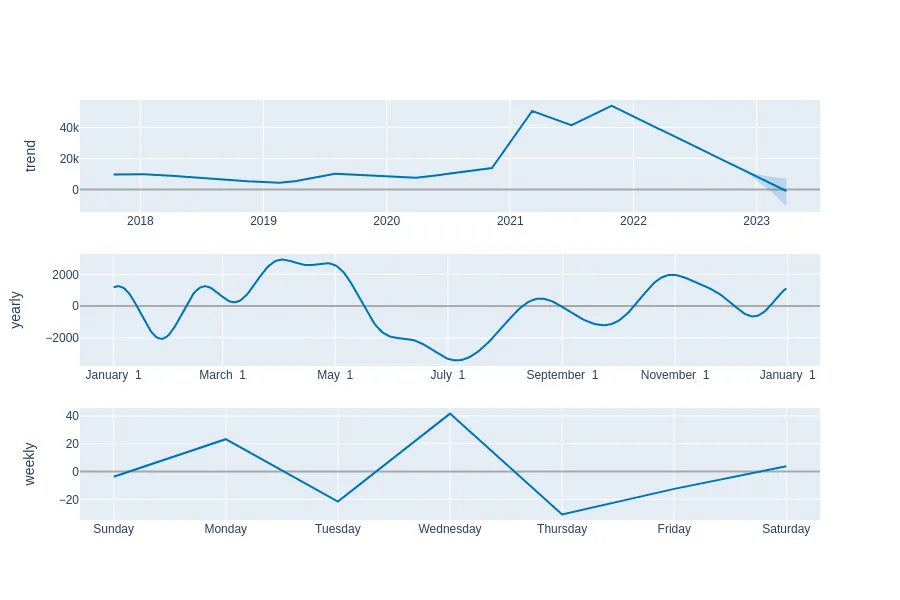 trend
40k
20k
0
2018 2019 2020 2021 2022 2023
yearly
2000
0
−2000
January 1 March 1 May 1 July 1 September 1 November 1 January 1
weekly
40
20
0
−20
Sunday Monday Tuesday Wednesday Thursday Friday Saturday